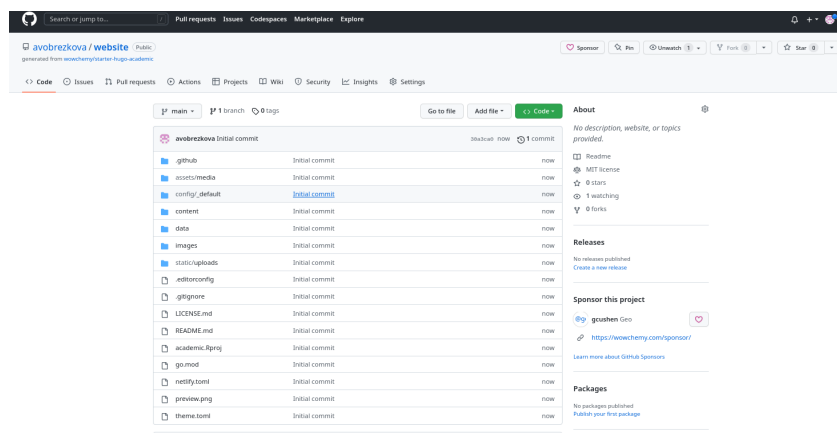 Search or jump to... /
Pull requests Issues Codespaces Marketplace Explore
avobrezkova / website Public
generated from wowchemy/starter-hugo-academic
Sponsor Pin Unwatch 1 Fork 0 Star 0
Code Issues Pull requests Actions Projects Wiki Security Insights Settings
main 1 branch 0 tags Go to file Add file Code
avobrezkova Initial commit 30a3ca0 now 1 commit
.github Initial commit now
assets/media Initial commit now
config/_default Initial commit now
content Initial commit now
data Initial commit now
images Initial commit now
static/uploads Initial commit now
.editorconfig Initial commit now
.gitignore Initial commit now
LICENSE.md Initial commit now
README.md Initial commit now
academic.Rproj Initial commit now
go.mod Initial commit now
netlify.toml Initial commit now
preview.png Initial commit now
theme.toml Initial commit now
About
No description, website, or topics
provided.
Readme
MIT license
0 stars
1 watching
0 forks
Releases
No releases published
Create a new release
Sponsor this project
@gc gcushen Geo
https://wowchemy.com/sponsor/
Learn more about GitHub Sponsors
Packages
No packages published
Publish your first package